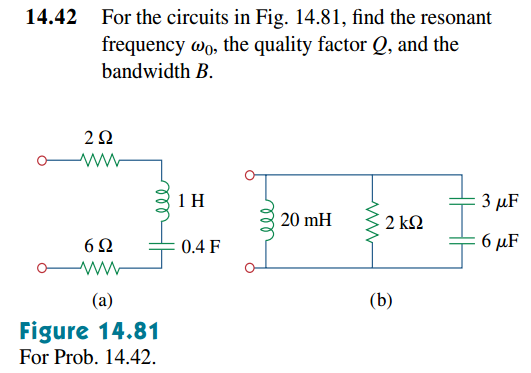 14.42 For the circuits in Fig. 14.81, find the resonant
frequency ω₀, the quality factor Q, and the
bandwidth B.
2 Ω
1 H
6 Ω
0.4 F
(a)
20 mH
2 kΩ
3 μF
6 μF
(b)
Figure 14.81
For Prob. 14.42.